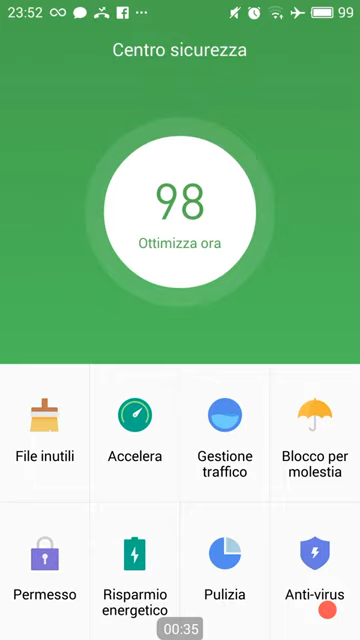 23:52 99
Centro sicurezza
98
Ottimizza ora
File inutili
Accelera
Gestione
traffico
Blocco per
molestia
Permesso
Risparmio
energetico
Pulizia
Anti-virus
00:35